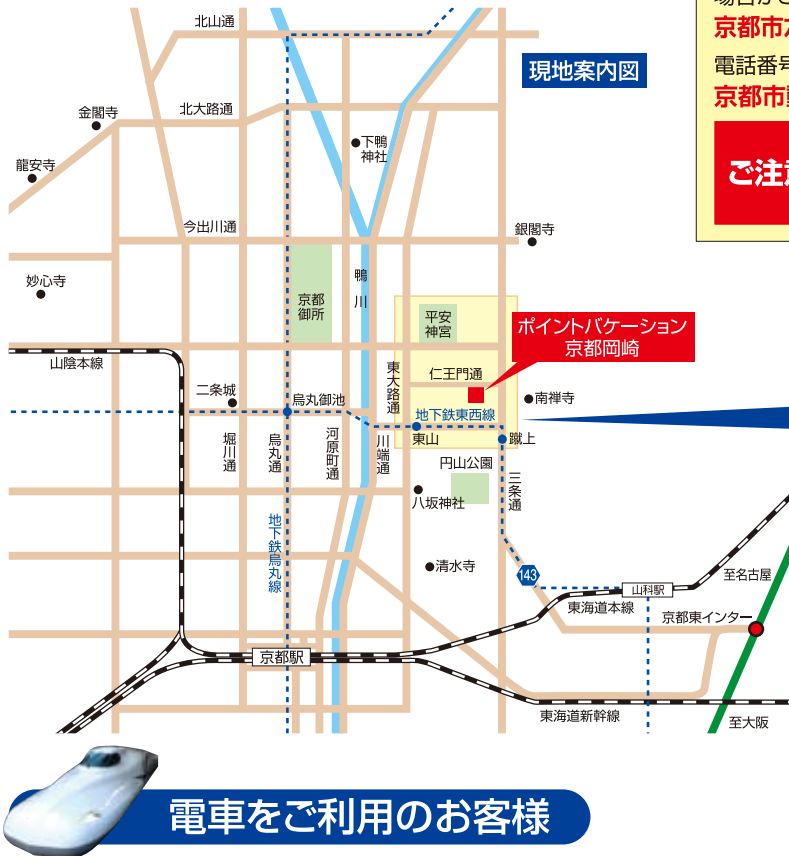 北山通
現地案内図
京都市
電話番号
京都市
ご注意
北大路通
金閣寺
下鴨
神社
龍安寺
今出川通
銀閣寺
妙心寺
鴨川
京都
御所
平安
神宮
ポイントバケーション
京都岡崎
山陰本線
東大路通
仁王門通
二条城
烏丸御池
南禅寺
地下鉄東西線
東山
蹴上
堀川通
烏丸通
河原町通
川端通
円山公園
三条通
八坂神社
地下鉄烏丸線
清水寺
143
至名古屋
山科駅
東海道本線
京都東インター
京都駅
東海道新幹線
至大阪
電車をご利用のお客様